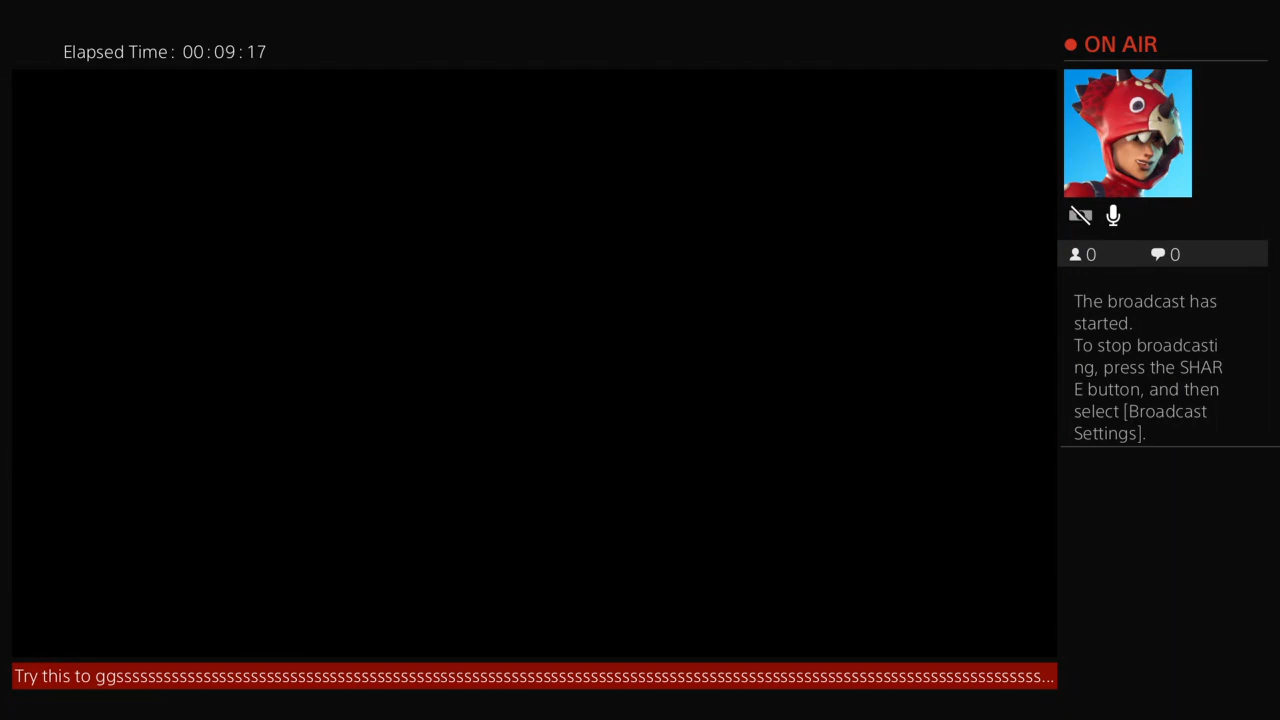 Elapsed Time: 00:09:17
ON AIR
0 0
The broadcast has
started.
To stop broadcasti
ng, press the SHAR
E button, and then
select [Broadcast
Settings].
Try this to ggsssssssssssssssssssssssssssssssssssssssssssssssssssssssssssssssssssssssssssssssssssssssssssssssssssssssssssssssssss...